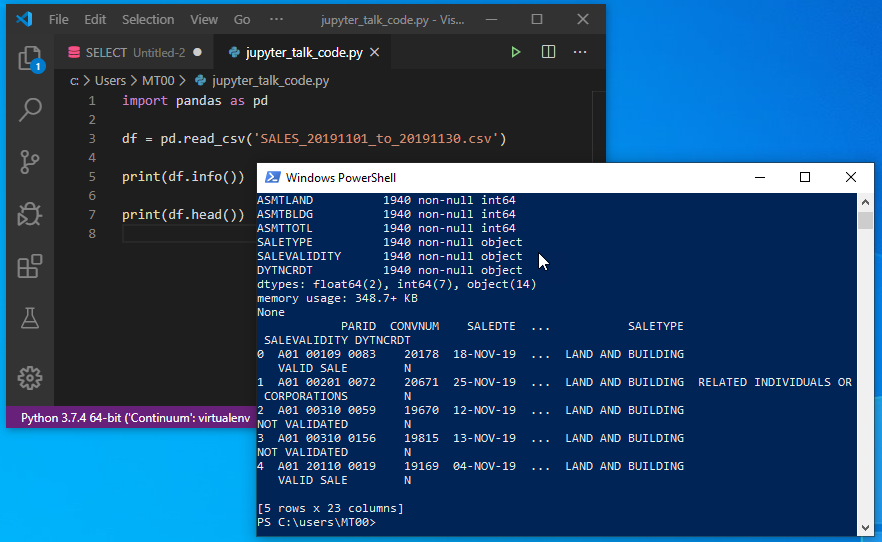 File Edit Selection View Go ··· jupyter_talk_code.py - Vis...
SELECT Untitled-2 ● jupyter_talk_code.py
c: > Users > MT00 > jupyter_talk_code.py
1
1 import pandas as pd
2
3 df = pd.read_csv('SALES_20191101_to_20191130.csv')
4
5 print(df.info())
6
7 print(df.head())
8
Python 3.7.4 64-bit ('Continuum': virtualenv
Windows PowerShell
ASMTLAND 1940 non-null int64
ASMTBLDG 1940 non-null int64
ASMTTOTL 1940 non-null int64
SALETYPE 1940 non-null object
SALEVALIDITY 1940 non-null object
DYTNCRDT 1940 non-null object
dtypes: float64(2), int64(7), object(14)
memory usage: 348.7+ KB
None
PARID CONVNUM SALEDTE ... SALETYPE
SALEVALIDITY DYTNCRDT
0 A01 00109 0083 20178 18-NOV-19 ... LAND AND BUILDING
VALID SALE N
1 A01 00201 0072 20671 25-NOV-19 ... LAND AND BUILDING RELATED INDIVIDUALS OR
CORPORATIONS N
2 A01 00310 0059 19670 12-NOV-19 ... LAND AND BUILDING
NOT VALIDATED N
3 A01 00310 0156 19815 13-NOV-19 ... LAND AND BUILDING
NOT VALIDATED N
4 A01 20110 0019 19169 04-NOV-19 ... LAND AND BUILDING
VALID SALE N
[5 rows x 23 columns]
PS C:\users\MT00>